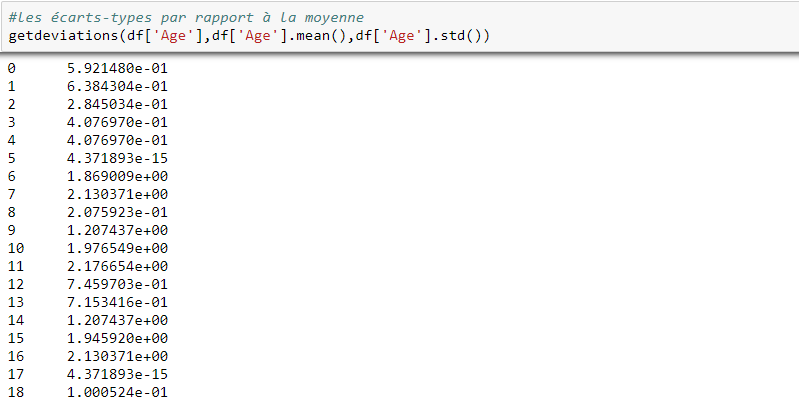 #les écarts-types par rapport à la moyenne
getdeviations(df['Age'],df['Age'].mean(),df['Age'].std())
0 5.921480e-01
1 6.384304e-01
2 2.845034e-01
3 4.076970e-01
4 4.076970e-01
5 4.371893e-15
6 1.869009e+00
7 2.130371e+00
8 2.075923e-01
9 1.207437e+00
10 1.976549e+00
11 2.176654e+00
12 7.459703e-01
13 7.153416e-01
14 1.207437e+00
15 1.945920e+00
16 2.130371e+00
17 4.371893e-15
18 1.000524e-01